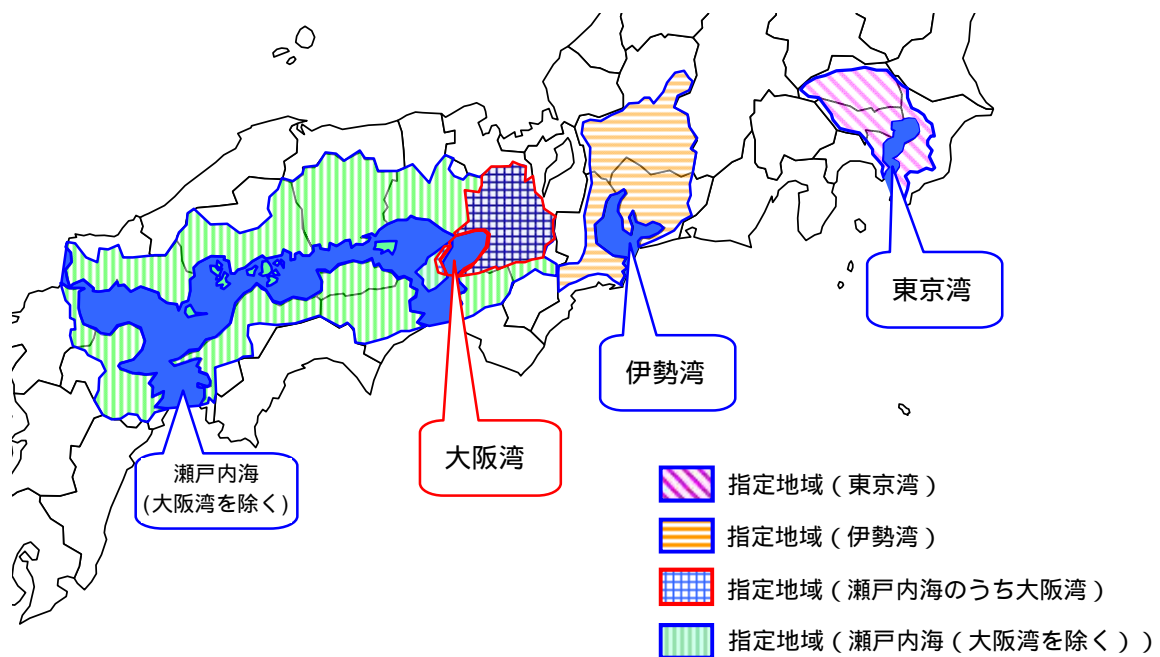 東京湾
伊勢湾
大阪湾
瀬戸内海
(大阪湾を除く)
指定地域（東京湾）
指定地域（伊勢湾）
指定地域（瀬戸内海のうち大阪湾）
指定地域（瀬戸内海（大阪湾を除く））